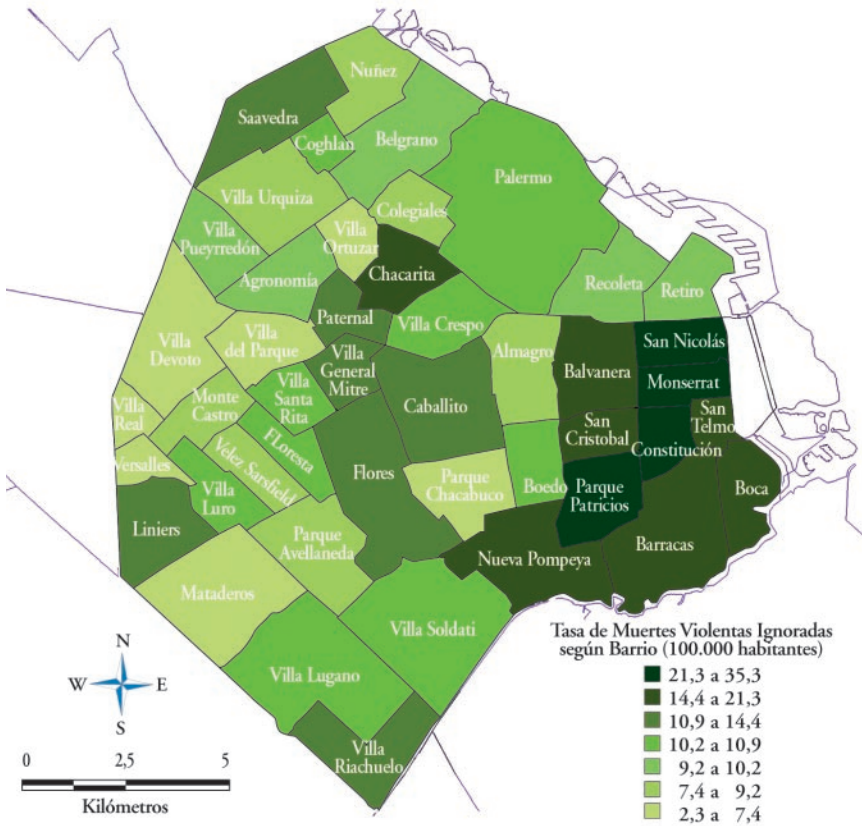 Nuñez
Saavedra
Coghlan
Belgrano
Palermo
Villa Urquiza
Colegiales
Villa
Pueyrredón
Villa
Ortuzar
Agronomía
Chacarita
Recoleta
Retiro
Paternal
Villa Crespo
Villa
Devoto
Villa
del Parque
Almagro
San Nicolás
Villa
General
Mitre
Balvanera
Monserrat
Villa
Santa
Rita
Caballito
Monte
Castro
Villa
Real
San
Cristobal
San
Telmo
Constitución
FLoresta
Versalles
Velez Sarsfield
Flores
Parque
Chacabuco
Boedo
Parque
Patricios
Boca
Villa
Luro
Liniers
Parque
Avellaneda
Nueva Pompeya
Barracas
Mataderos
Villa Soldati
Villa Lugano
Villa
Riachuelo
N
W
E
S
0
2,5
5
Kilómetros
Tasa de Muertes Violentas Ignoradas
según Barrio (100.000 habitantes)
21,3 a 35,3
14,4 a 21,3
10,9 a 14,4
10,2 a 10,9
9,2 a 10,2
7,4 a 9,2
2,3 a 7,4